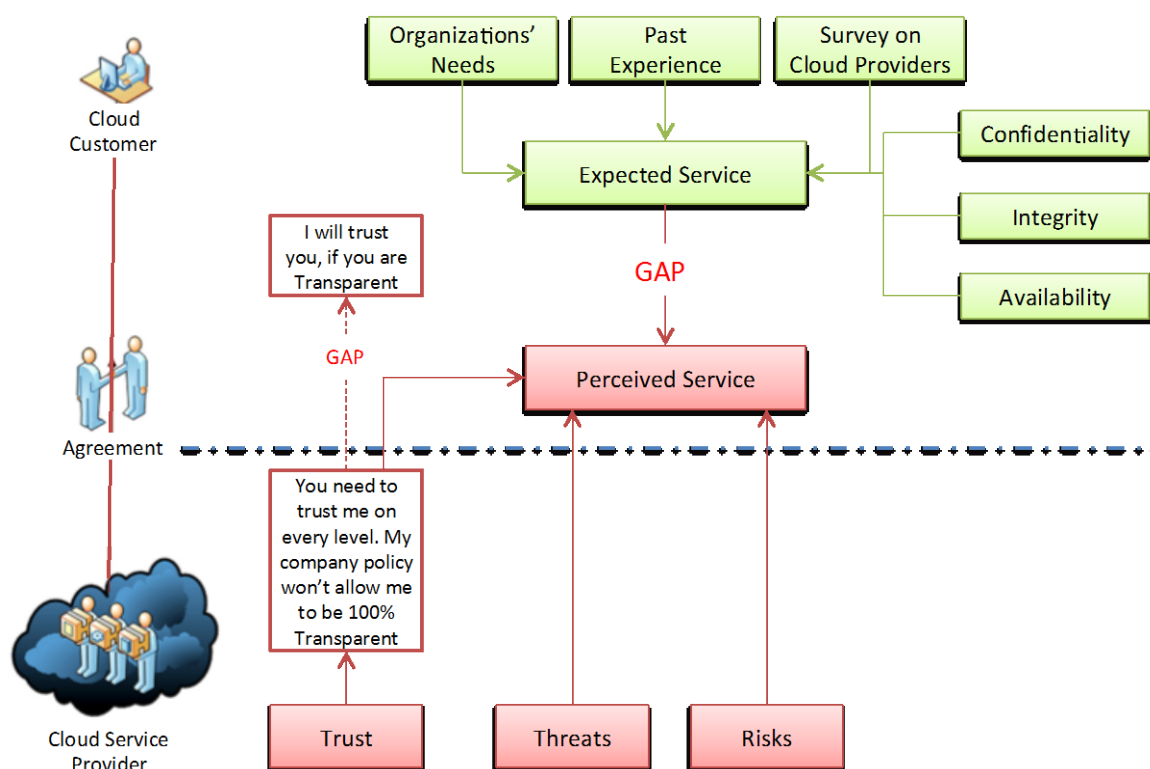 Organizations’
Needs
Past
Experience
Survey on
Cloud Providers
Cloud
Customer
Confidentiality
Expected Service
Integrity
I will trust
you, if you are
Transparent
GAP
Availability
GAP
Perceived Service
Agreement
You need to
trust me on
every level. My
company policy
won’t allow me
to be 100%
Transparent
Cloud Service
Provider
Trust
Threats
Risks